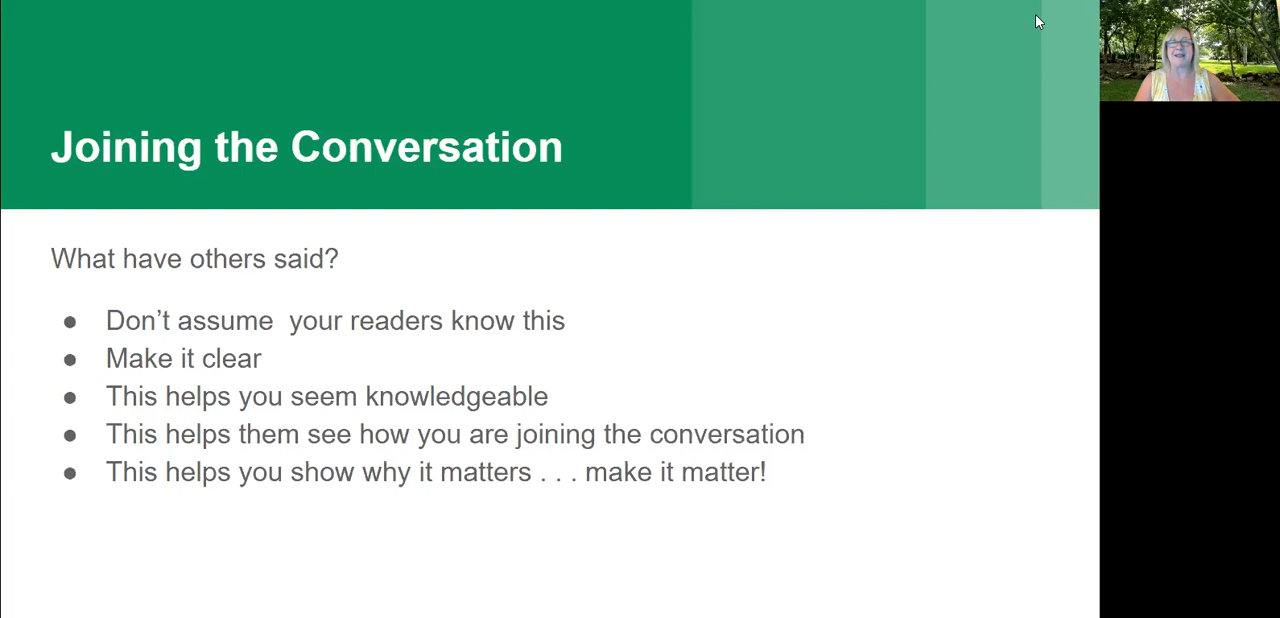 Joining the Conversation
What have others said?
● Don’t assume  your readers know this
● Make it clear
● This helps you seem knowledgeable
● This helps them see how you are joining the conversation
● This helps you show why it matters . . . make it matter!